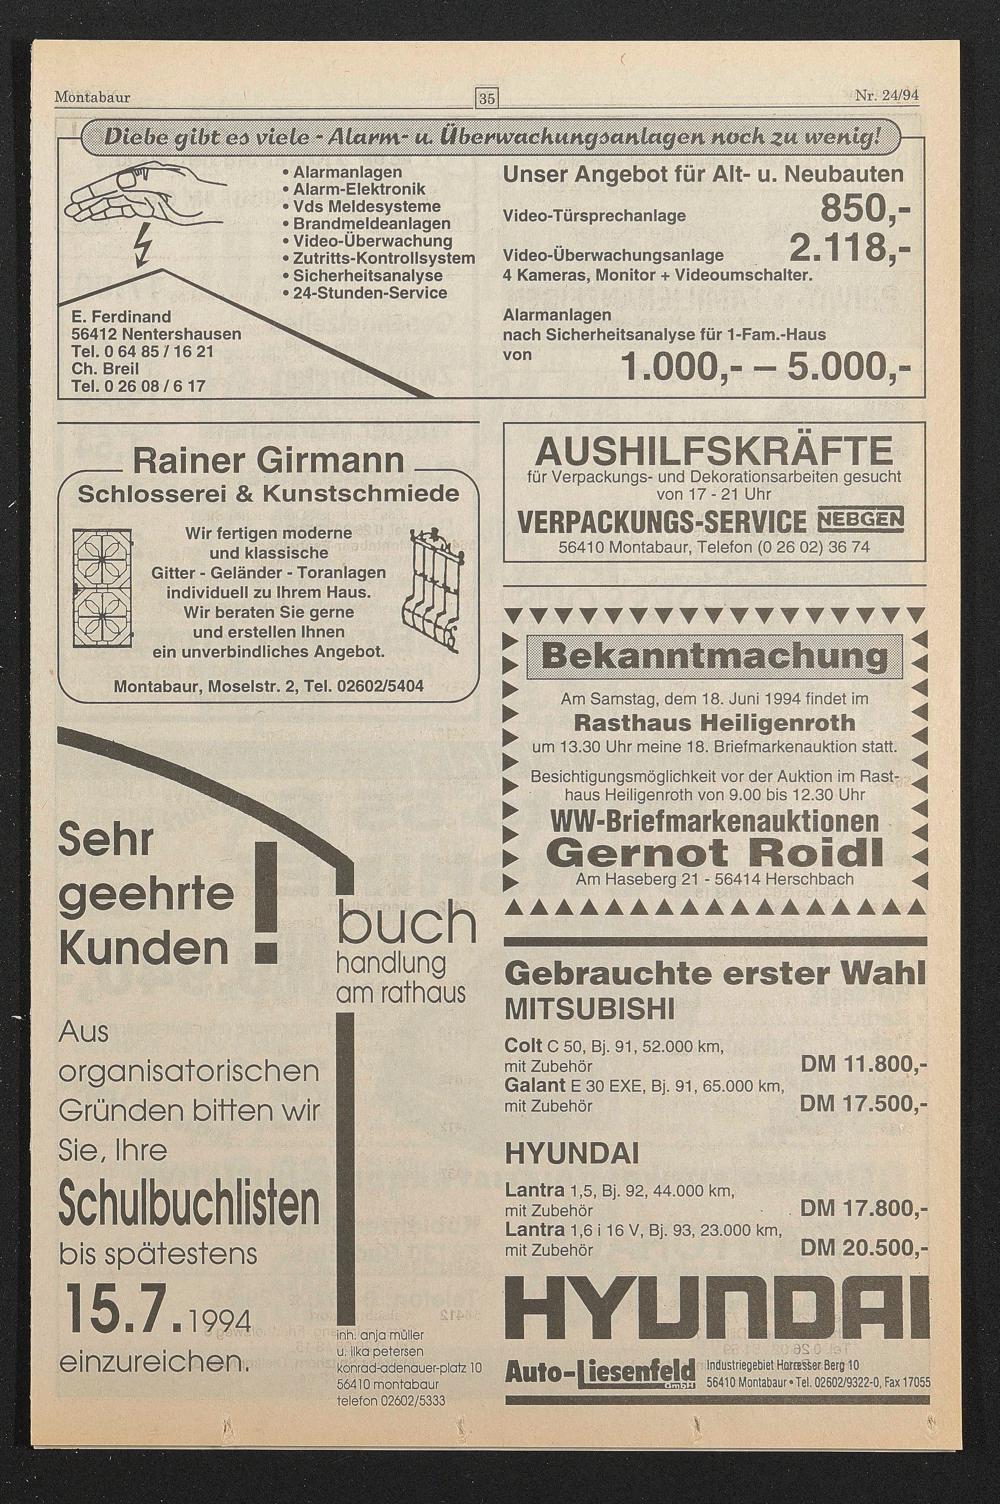 Montabaur
35
Nr. 24/94
Diebe gibt es viele - Alarm- u. Überwachungsanlagen noch zu wenig!
• Alarmanlagen
• Alarm-Elektronik
• Vds Meldesysteme
• Brandmeldeanlagen
• Video-Überwachung
• Zutritts-Kontrollsystem
• Sicherheitsanalyse
• 24-Stunden-Service
E. Ferdinand
56412 Nentershausen
Tel. 0 64 85 / 16 21
Ch. Breil
Tel. 0 26 08 / 6 17
Unser Angebot für Alt- u. Neubauten
Video-Türsprechanlage 850,-
Video-Überwachungsanlage 2.118,-
4 Kameras, Monitor + Videoumschalter.
Alarmanlagen
nach Sicherheitsanalyse für 1-Fam.-Haus
von 1.000,- – 5.000,-
Rainer Girmann
Schlosserei & Kunstschmiede
Wir fertigen moderne
und klassische
Gitter - Geländer - Toranlagen
individuell zu Ihrem Haus.
Wir beraten Sie gerne
und erstellen Ihnen
ein unverbindliches Angebot.
Montabaur, Moselstr. 2, Tel. 02602/5404
AUSHILFSKRÄFTE
für Verpackungs- und Dekorationsarbeiten gesucht
von 17 - 21 Uhr
VERPACKUNGS-SERVICE NEBGEN
56410 Montabaur, Telefon (0 26 02) 36 74
Bekanntmachung
Am Samstag, dem 18. Juni 1994 findet im
Rasthaus Heiligenroth
um 13.30 Uhr meine 18. Briefmarkenauktion statt.
Besichtigungsmöglichkeit vor der Auktion im Rast-
haus Heiligenroth von 9.00 bis 12.30 Uhr
WW-Briefmarkenauktionen
Gernot Roidl
Am Haseberg 21 - 56414 Herschbach
Sehr
geehrte
Kunden !
buch
handlung
am rathaus
Aus
organisatorischen
Gründen bitten wir
Sie, Ihre
Schulbuchlisten
bis spätestens
15.7. 1994
einzureichen.
inh. anja müller
u. ilka petersen
konrad-adenauer-platz 10
56410 montabaur
telefon 02602/5333
Gebrauchte erster Wahl
MITSUBISHI
Colt C 50, Bj. 91, 52.000 km,
mit Zubehör DM 11.800,-
Galant E 30 EXE, Bj. 91, 65.000 km,
mit Zubehör DM 17.500,-
HYUNDAI
Lantra 1,5, Bj. 92, 44.000 km,
mit Zubehör DM 17.800,-
Lantra 1,6 i 16 V, Bj. 93, 23.000 km,
mit Zubehör DM 20.500,-
HYUNDAI
Auto-Liesenfeld GmbH
Industriegebiet Horresser Berg 10
56410 Montabaur • Tel. 02602/9322-0, Fax 17055